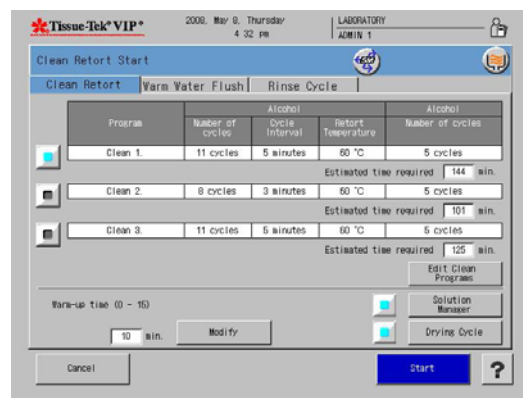 Tissue-Tek® VIP® 2008, May 8, Thursday LABORATORY
4 32 PM ADMIN 1
Clean Retort Start
Clean Retort Warm Water Flush Rinse Cycle
Alcohol Alcohol
Program Number of cycles Cycle Interval Retort Temperature Number of cycles
Clean 1. 11 cycles 5 minutes 60 °C 5 cycles
Estimated time required 144 min.
Clean 2. 8 cycles 3 minutes 60 °C 5 cycles
Estimated time required 101 min.
Clean 3. 11 cycles 5 minutes 60 °C 5 cycles
Estimated time required 125 min.
Edit Clean Programs
Warm-up time (0 - 15) Solution Manager
10 min. Modify Drying Cycle
Cancel Start ?